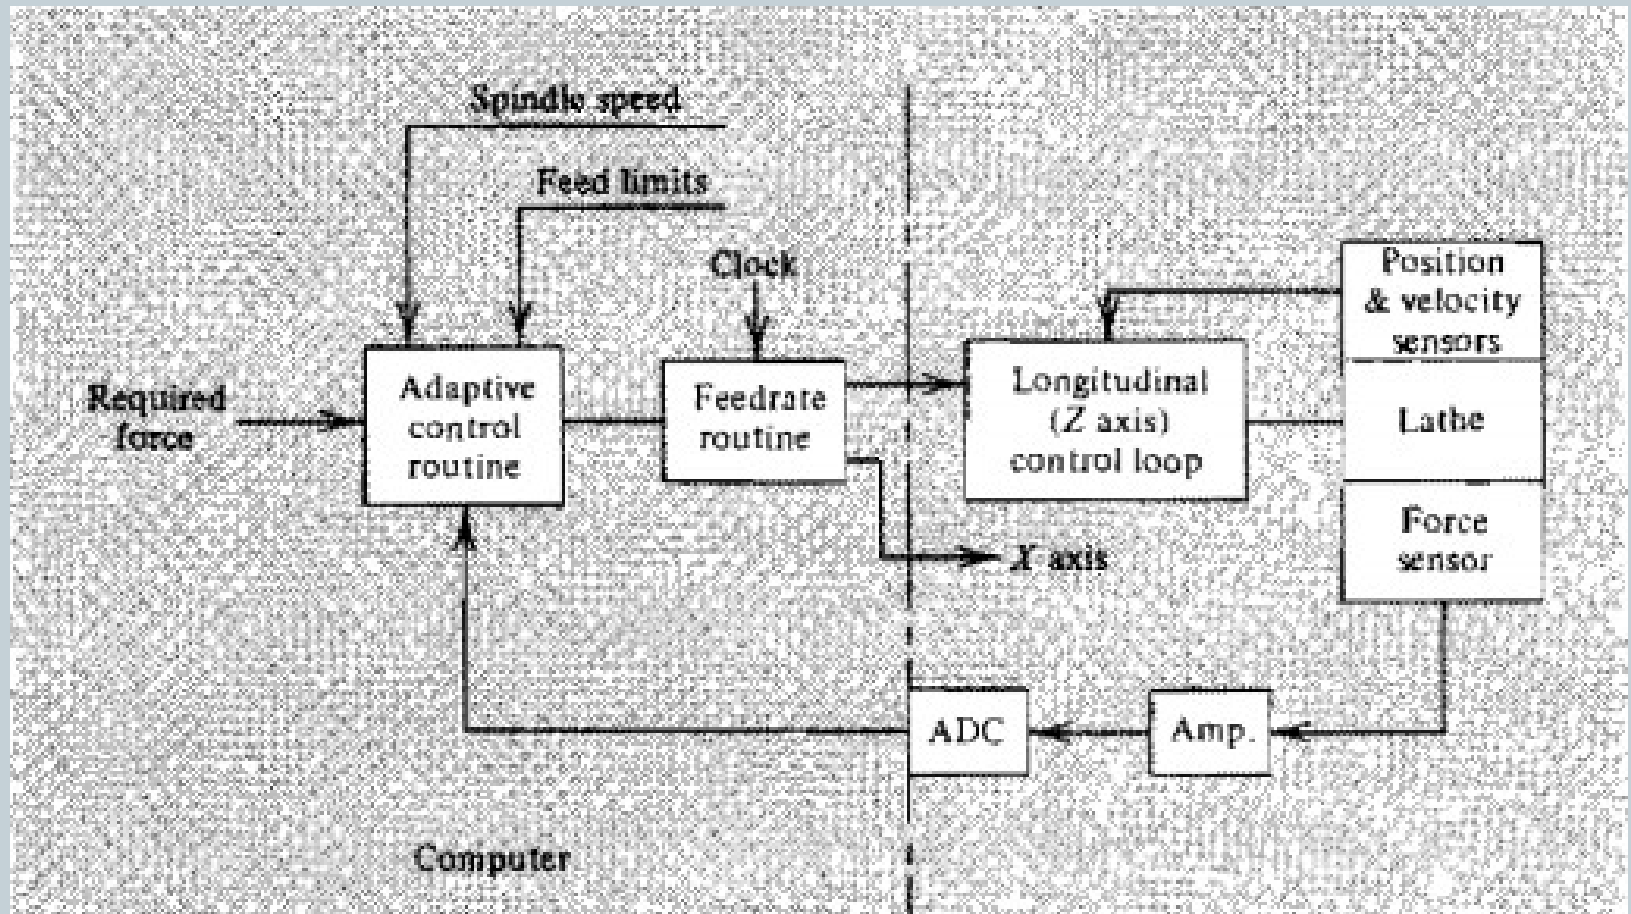 Spindle speed
Feed limits
Clock
Required
force
Adaptive
control
routine
Feedrate
routine
Longitudinal
(Z axis)
control loop
Position
& velocity
sensors
Lathe
Force
sensor
X axis
ADC
Amp.
Computer